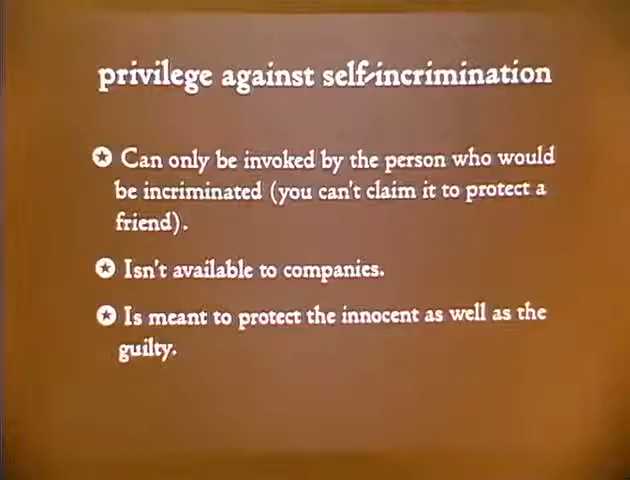 privilege against self-incrimination
Can only be invoked by the person who would
be incriminated (you can't claim it to protect a
friend).
Isn't available to companies.
Is meant to protect the innocent as well as the
guilty.